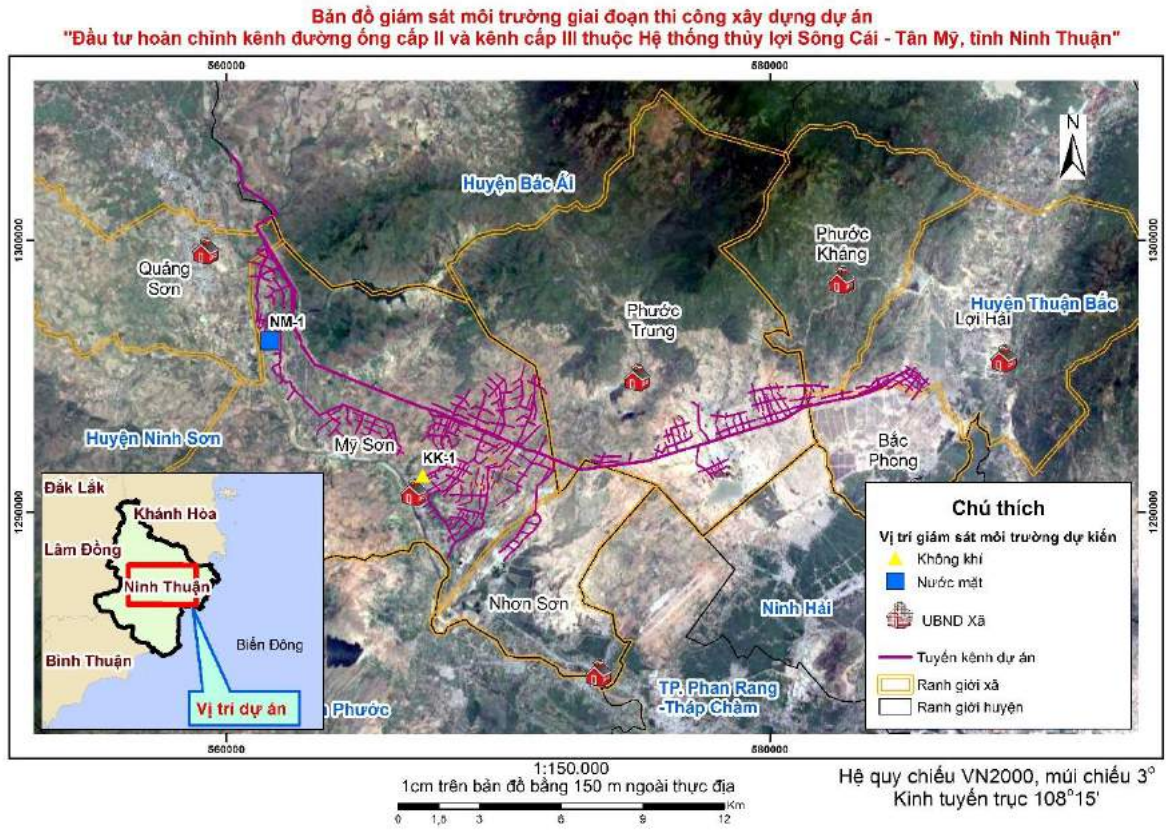 Bản đồ giám sát môi trường giai đoạn thi công xây dựng dự án
"Đầu tư hoàn chỉnh kênh đường ống cấp II và kênh cấp III thuộc Hệ thống thủy lợi Sông Cái - Tân Mỹ, tỉnh Ninh Thuận"
560000
580000
N
Huyện Bắc Ái
1300000
1300000
Quảng
Sơn
Phước
Kháng
Huyện Thuận Bắc
Lợi Hải
NM-1
Phước
Trung
Huyện Ninh Sơn
Mỹ Sơn
Bắc
Phong
KK-1
1290000
1290000
Đắk Lắk
Khánh Hòa
Lâm Đồng
Ninh Thuận
Bình Thuận
Biển Đông
Vị trí dự án
Nhơn Sơn
Ninh Hải
TP. Phan Rang
-Tháp Chàm
Phước
Chú thích
Vị trí giám sát môi trường dự kiến
Không khí
Nước mặt
UBND Xã
Tuyến kênh dự án
Ranh giới xã
Ranh giới huyện
560000
580000
1:150.000
1cm trên bản đồ bằng 150 m ngoài thực địa
Km
0 1,5 3 6 9 12
Hệ quy chiếu VN2000, múi chiếu 3°
Kinh tuyến trục 108°15'